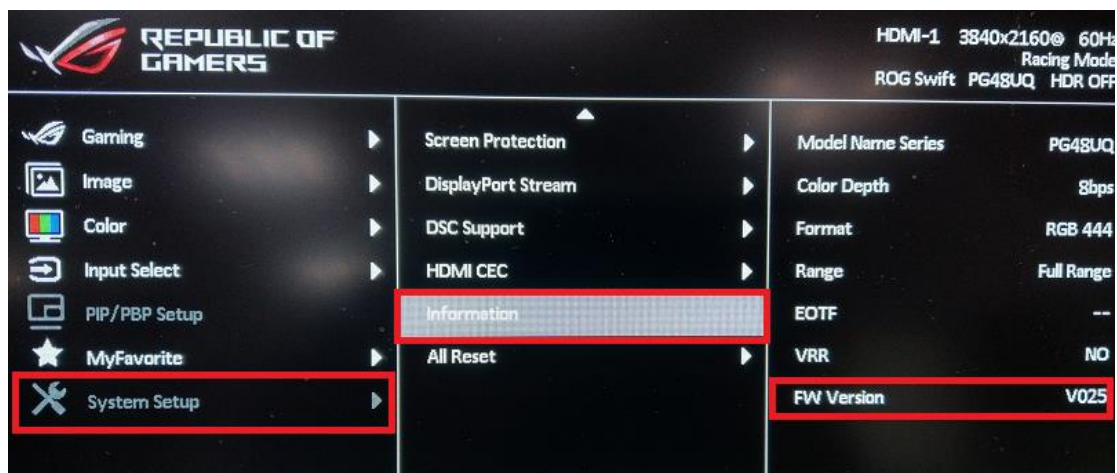 REPUBLIC OF
GAMERS
HDMI-1 3840x2160@ 60Hz
Racing Mode
ROG Swift PG48UQ HDR OFF
Gaming
Image
Color
Input Select
PIP/PBP Setup
MyFavorite
System Setup
Screen Protection
DisplayPort Stream
DSC Support
HDMI CEC
Information
All Reset
Model Name Series PG48UQ
Color Depth 8bps
Format RGB 444
Range Full Range
EOTF --
VRR NO
FW Version V025